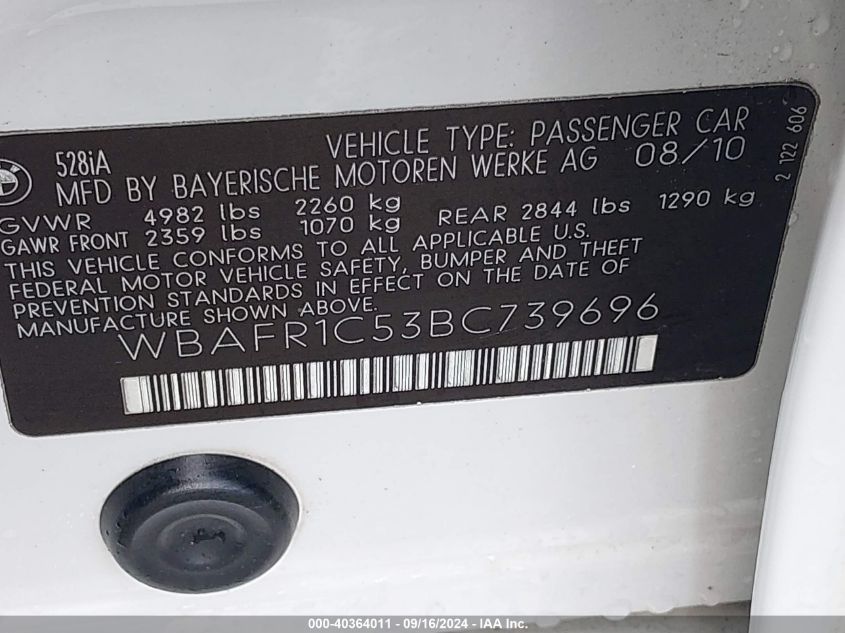 528iA
VEHICLE TYPE: PASSENGER CAR
MFD BY BAYERISCHE MOTOREN WERKE AG 08/10
GVWR 4982 lbs 2260 kg
GAWR FRONT 2359 lbs 1070 kg REAR 2844 lbs 1290 kg
THIS VEHICLE CONFORMS TO ALL APPLICABLE U.S.
FEDERAL MOTOR VEHICLE SAFETY, BUMPER AND THEFT
PREVENTION STANDARDS IN EFFECT ON THE DATE OF
MANUFACTURE SHOWN ABOVE.
WBAFR1C53BC739696
2 122 606
000-40364011 - 09/16/2024 - IAA Inc.